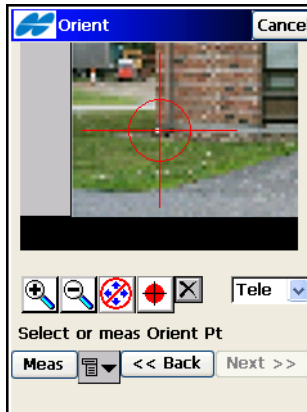 Orient Cance
Tele
Select or meas Orient Pt
Meas << Back Next >>